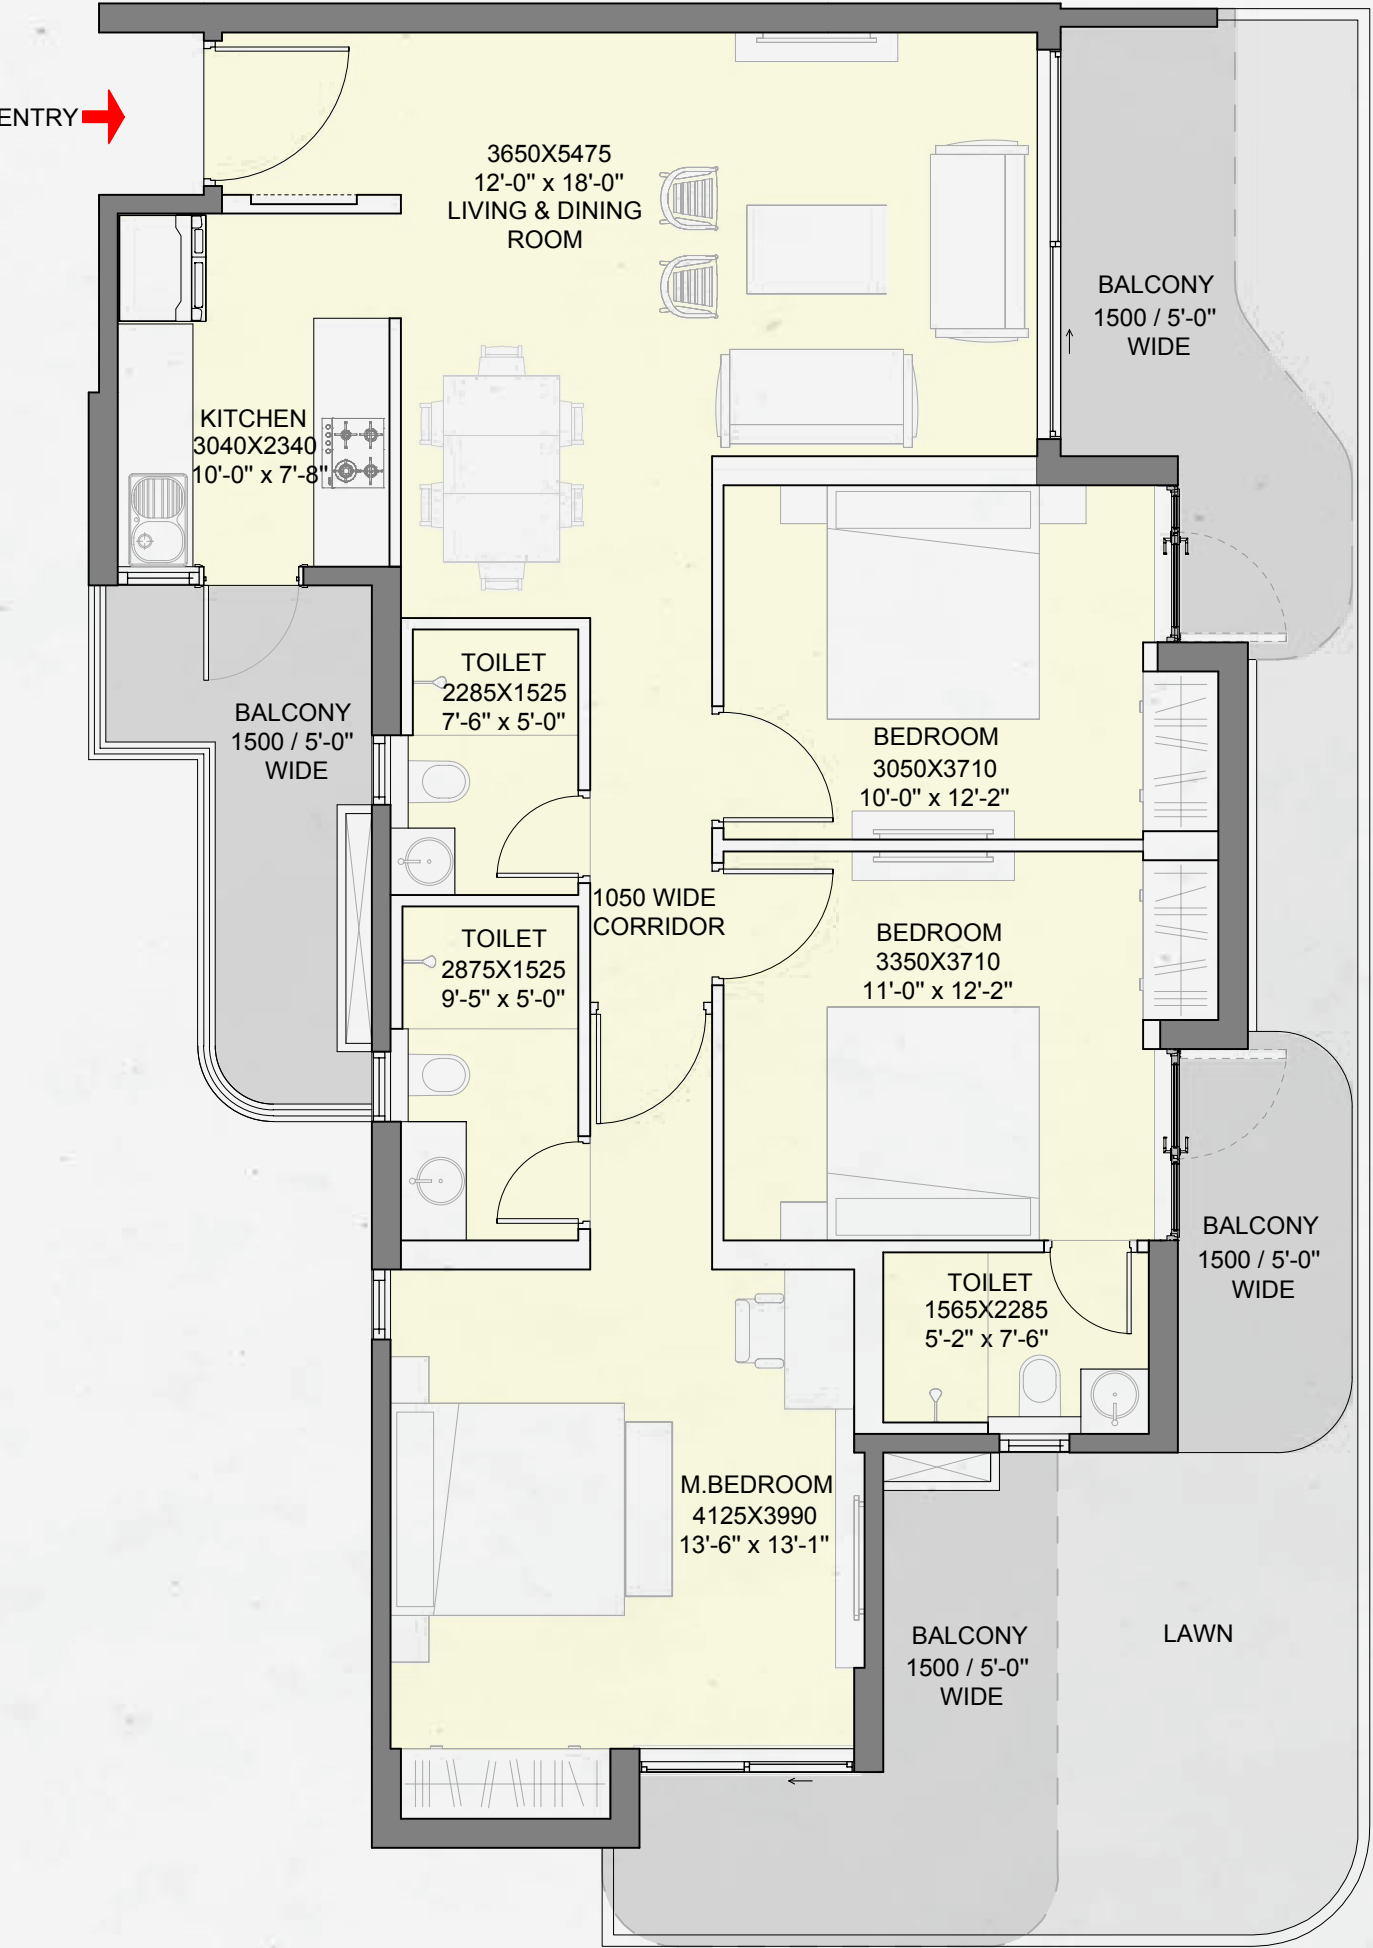 ENTRY
3650X5475
12'-0" x 18'-0"
LIVING & DINING
ROOM
BALCONY
1500 / 5'-0"
WIDE
KITCHEN
3040X2340
10'-0" x 7'-8"
TOILET
2285X1525
7'-6" x 5'-0"
BALCONY
1500 / 5'-0"
WIDE
BEDROOM
3050X3710
10'-0" x 12'-2"
1050 WIDE
CORRIDOR
TOILET
2875X1525
9'-5" x 5'-0"
BEDROOM
3350X3710
11'-0" x 12'-2"
BALCONY
1500 / 5'-0"
WIDE
TOILET
1565X2285
5'-2" x 7'-6"
M.BEDROOM
4125X3990
13'-6" x 13'-1"
BALCONY
1500 / 5'-0"
WIDE
LAWN